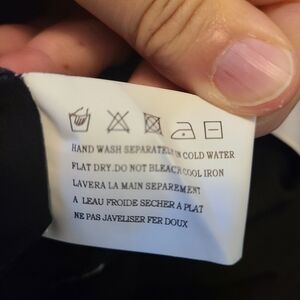 HAND WASH SEPARATELY IN COLD WATER
FLAT DRY.DO NOT BLEACH COOL IRON
LAVERA LA MAIN SEPAREMENT
A LEAU FROIDE SECHER A PLAT
NE PAS JAVELISER FER DOUX